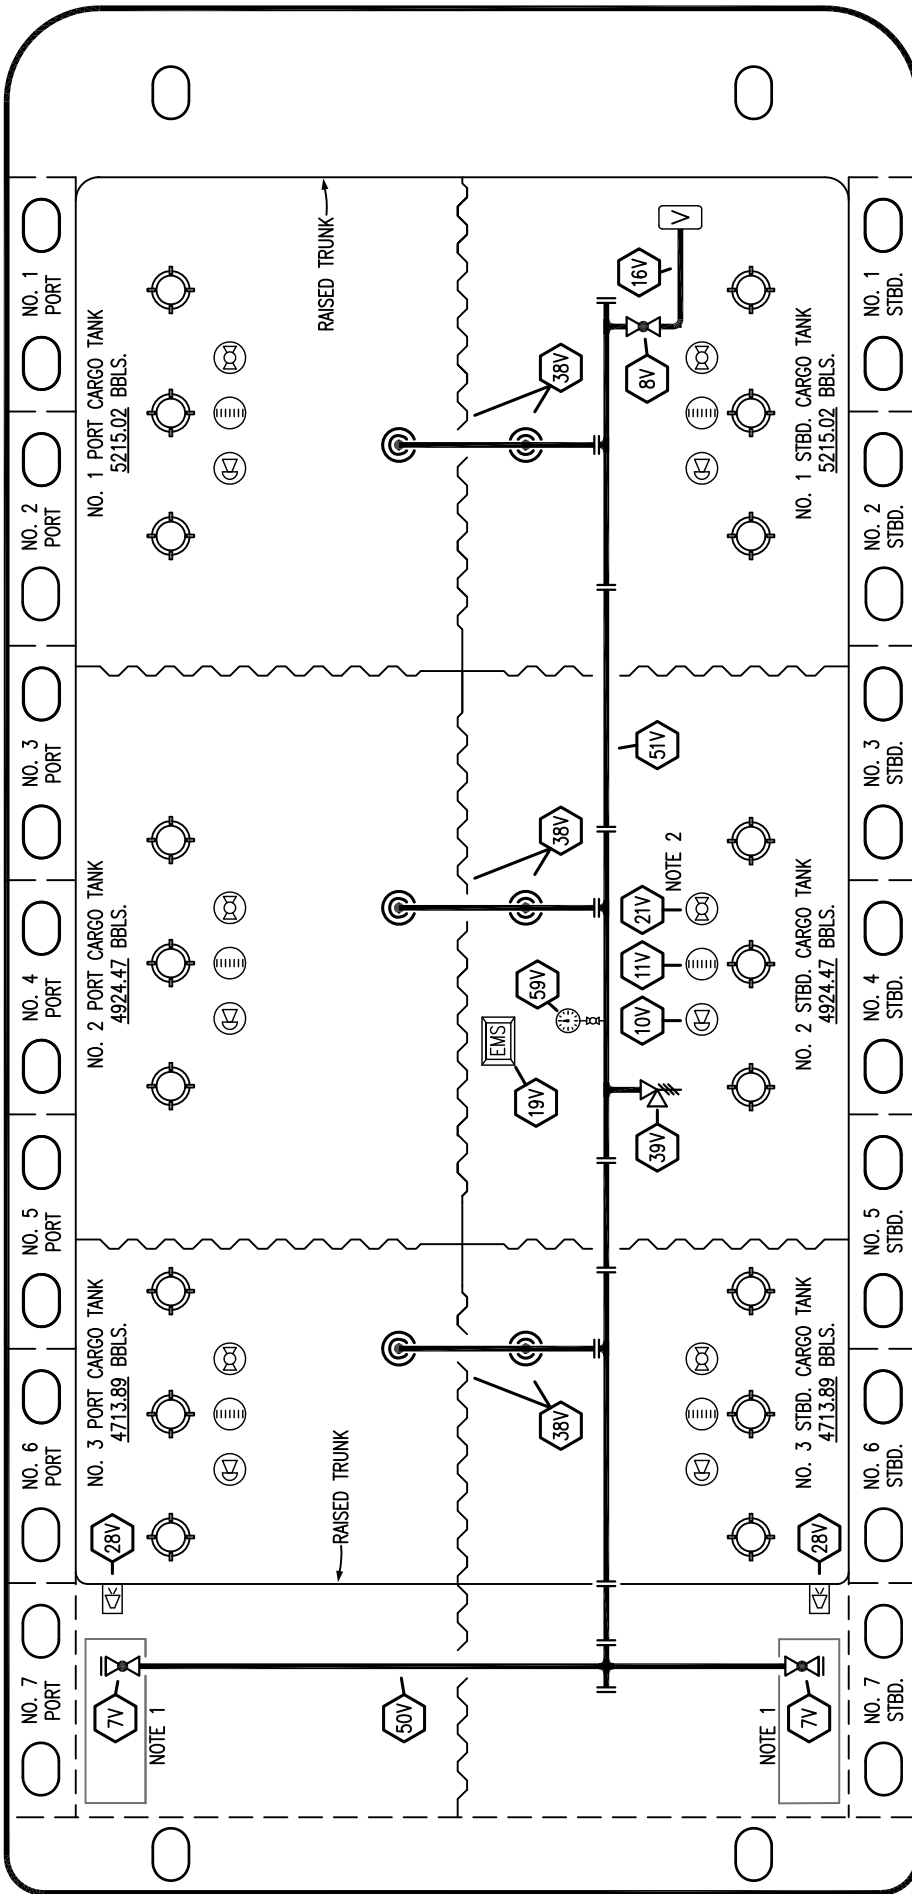 NO. 1
PORT
NO. 2
PORT
NO. 3
PORT
NO. 4
PORT
NO. 5
PORT
NO. 6
PORT
NO. 7
PORT
NO. 1 PORT CARGO TANK
5215.02 BBLS.
NO. 2 PORT CARGO TANK
4924.47 BBLS.
NO. 3 PORT CARGO TANK
4713.89 BBLS.
28V
7V
NOTE 1
RAISED TRUNK
RAISED TRUNK
50V
38V
38V
38V
EMS
19V
59V
16V
V
8V
51V
21V
NOTE 2
11V
10V
39V
NO. 1 STBD. CARGO TANK
5215.02 BBLS.
NO. 2 STBD. CARGO TANK
4924.47 BBLS.
NO. 3 STBD. CARGO TANK
4713.89 BBLS.
28V
NOTE 1
7V
NO. 1
STBD.
NO. 2
STBD.
NO. 3
STBD.
NO. 4
STBD.
NO. 5
STBD.
NO. 6
STBD.
NO. 7
STBD.